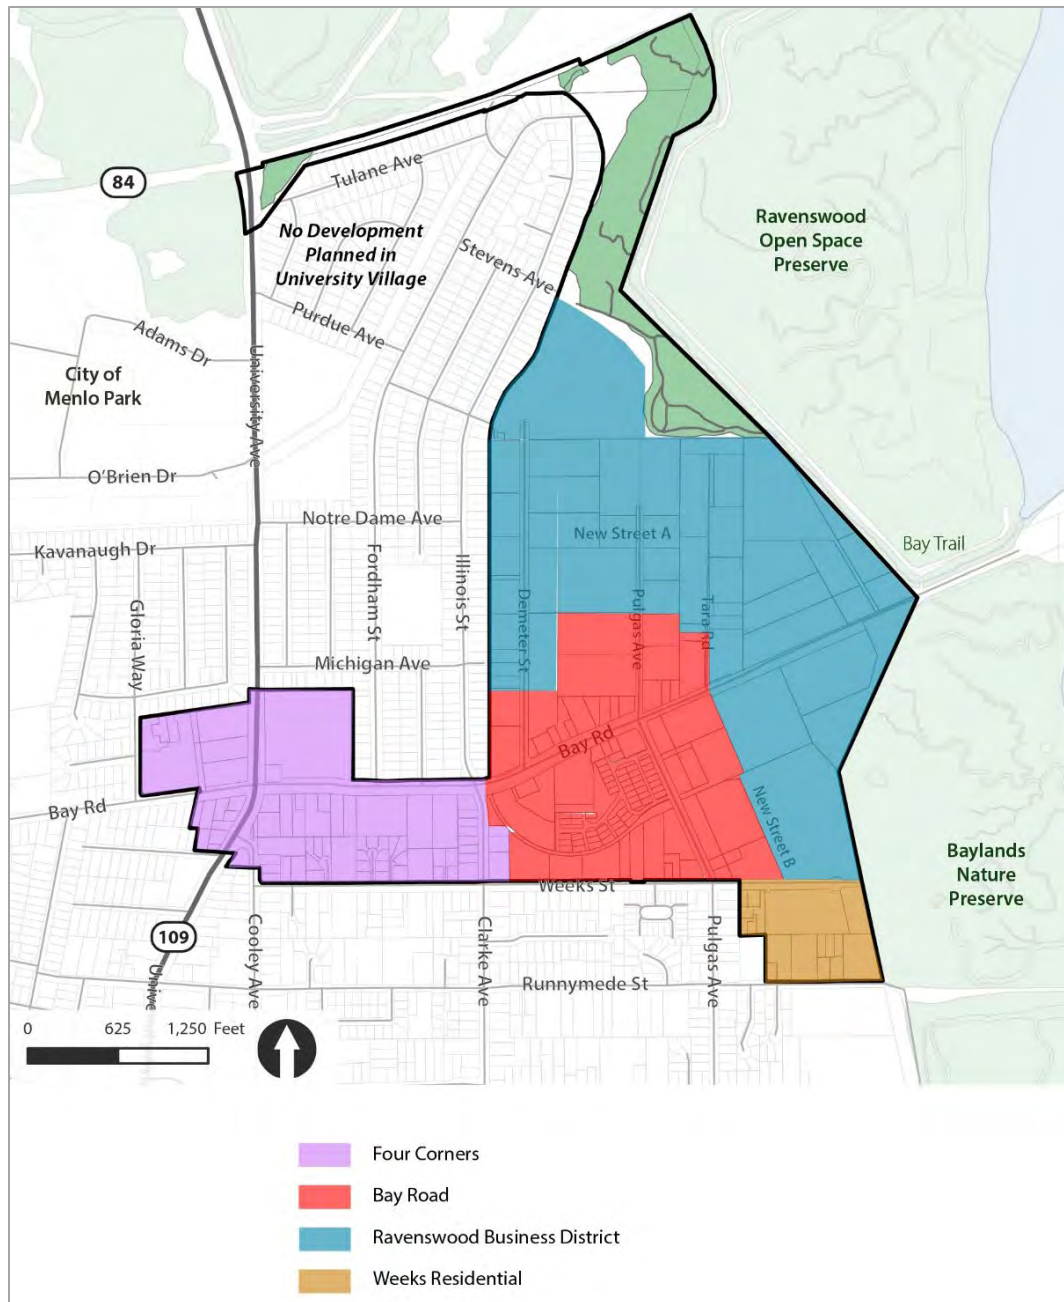 84
Tulane Ave
No Development
Planned in
University Village
Stevens Ave
Ravenswood
Open Space
Preserve
Purdue Ave
Adams Dr
City of
Menlo Park
University Ave
O'Brien Dr
Notre Dame Ave
New Street A
Kavanaugh Dr
Bay Trail
Fordham St
Illinois St
Gloria Way
Demeter St
Pulgas Ave
Tara Rd
Michigan Ave
Bay Rd
Bay Rd
New Street B
Baylands
Nature
Preserve
Weeks St
109
Cooley Ave
Clarke Ave
Pulgas Ave
Unive
Runnymede St
0 625 1,250 Feet
Four Corners
Bay Road
Ravenswood Business District
Weeks Residential